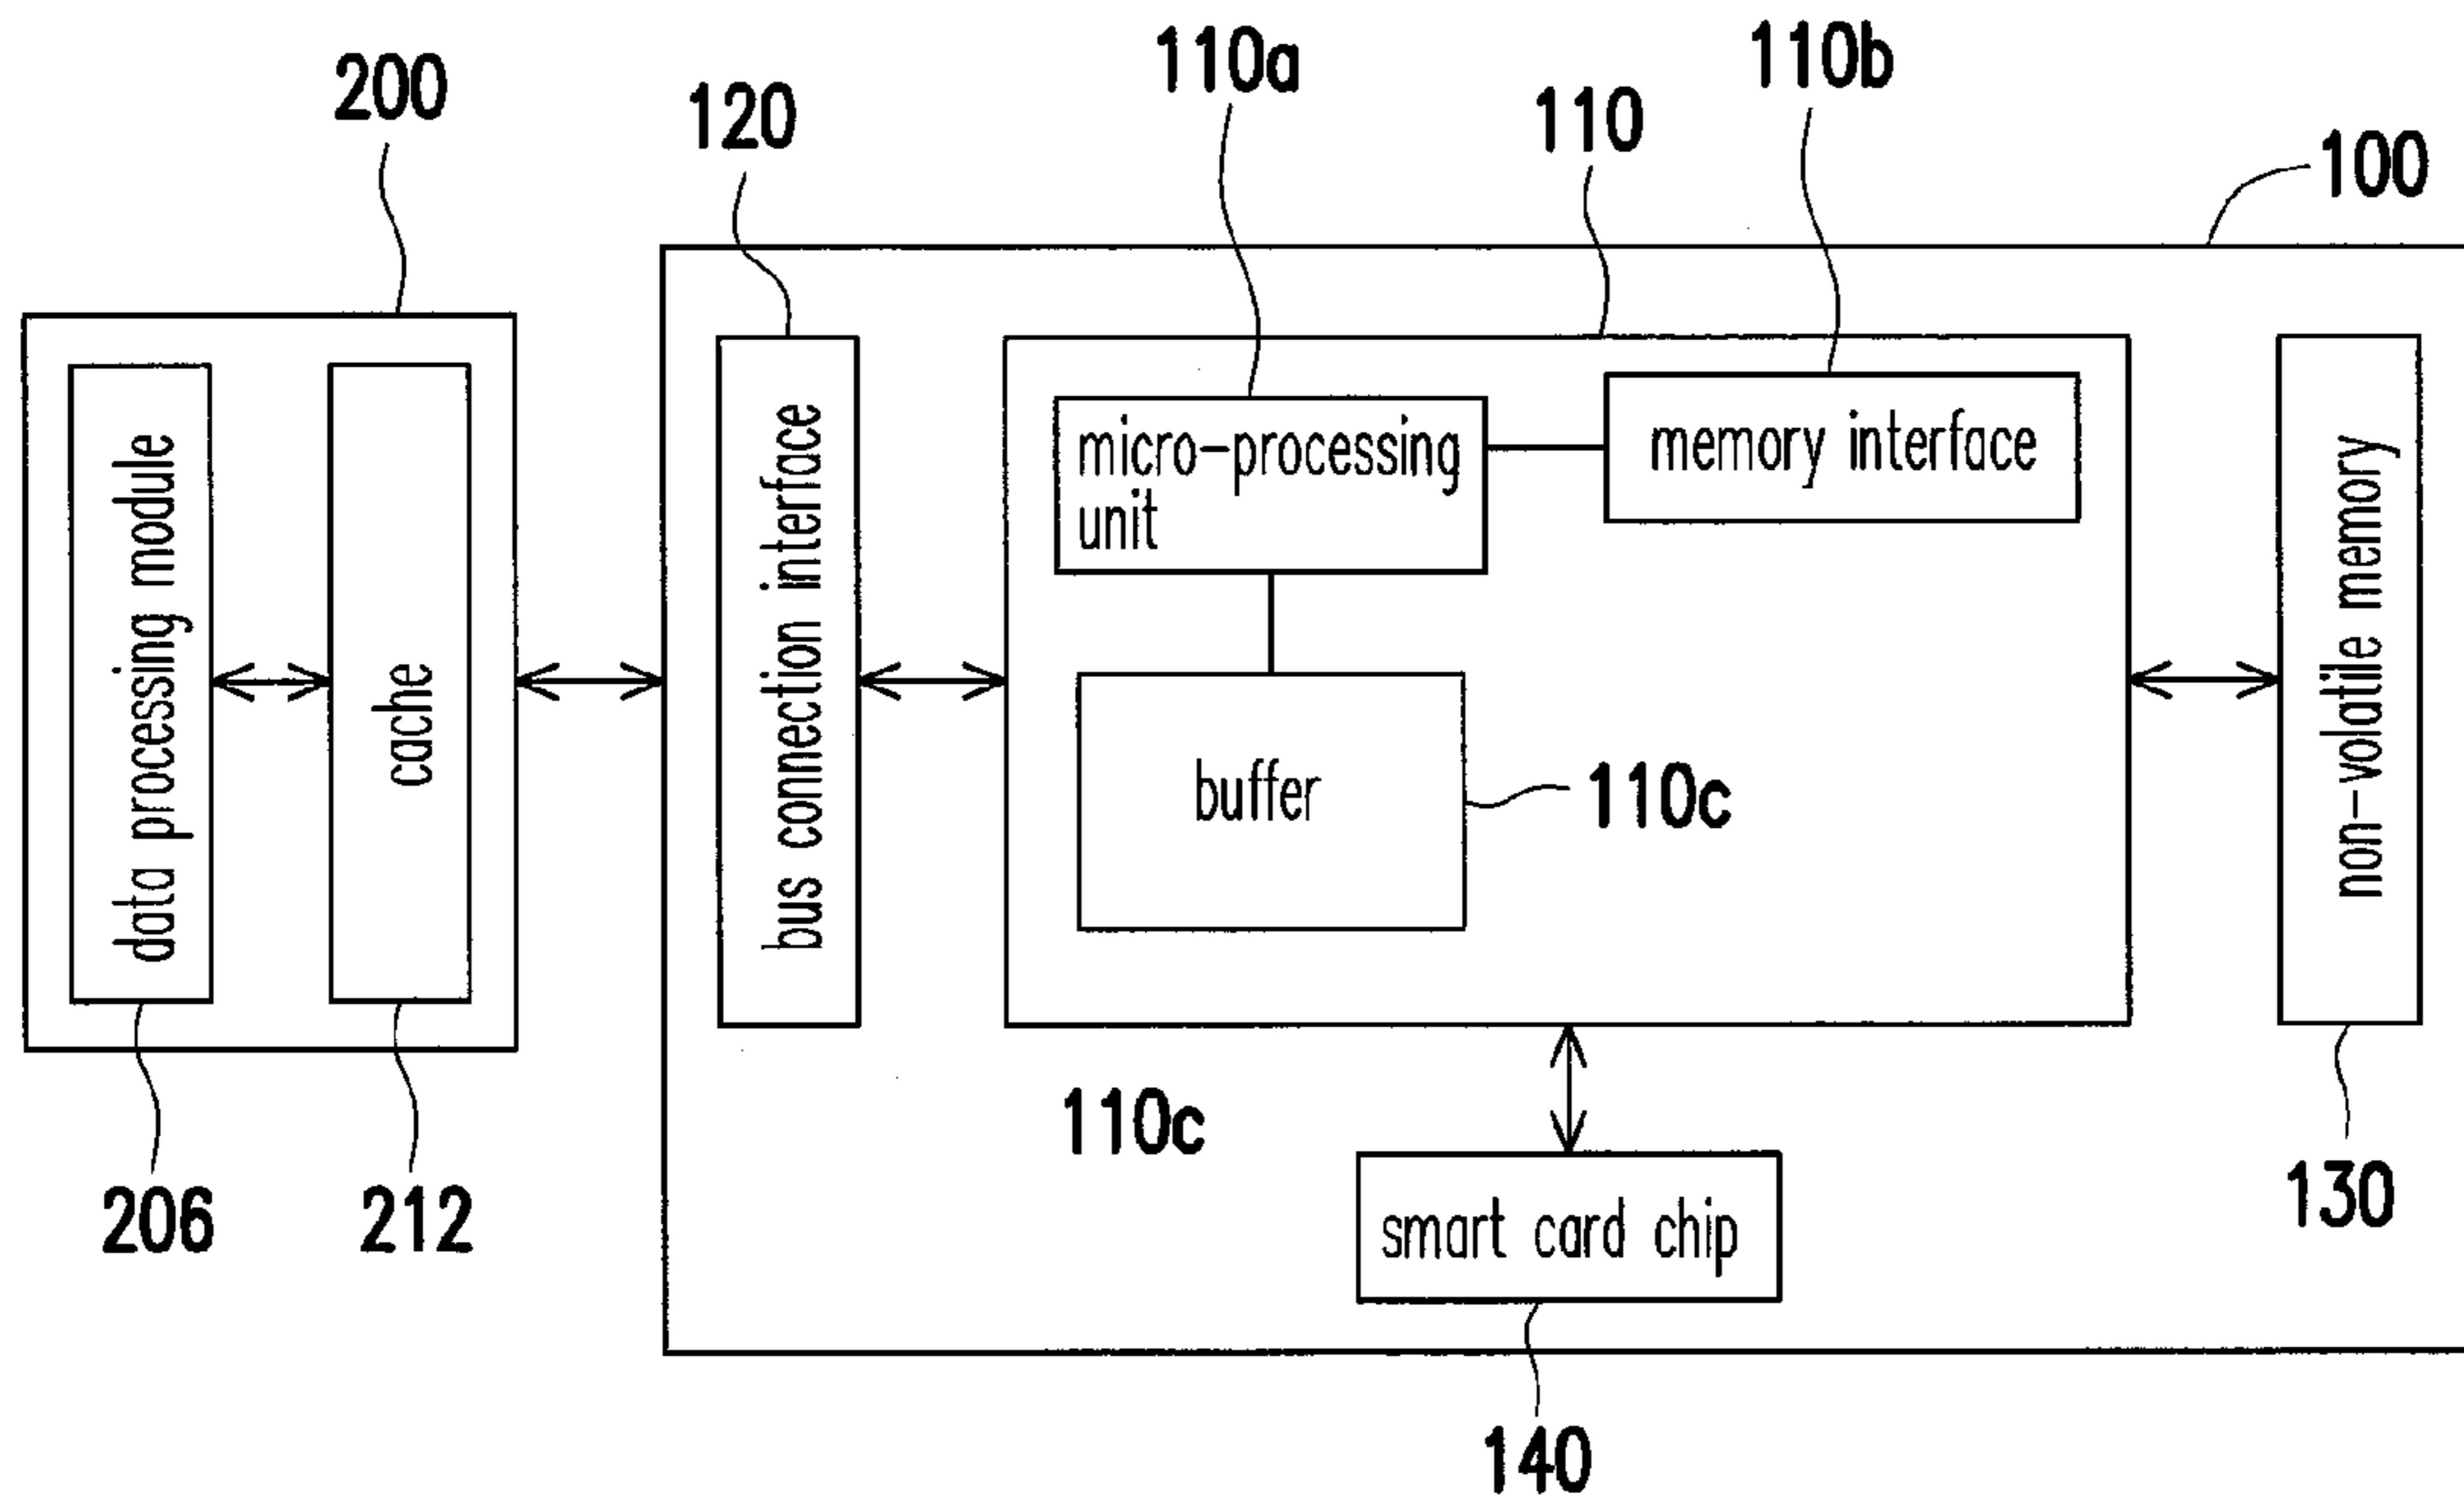 200
120
110a
110
110b
100
data processing module
cache
bus connection interface
micro-processing
unit
memory interface
buffer
110c
non-volatile memory
110c
smart card chip
206
212
130
140